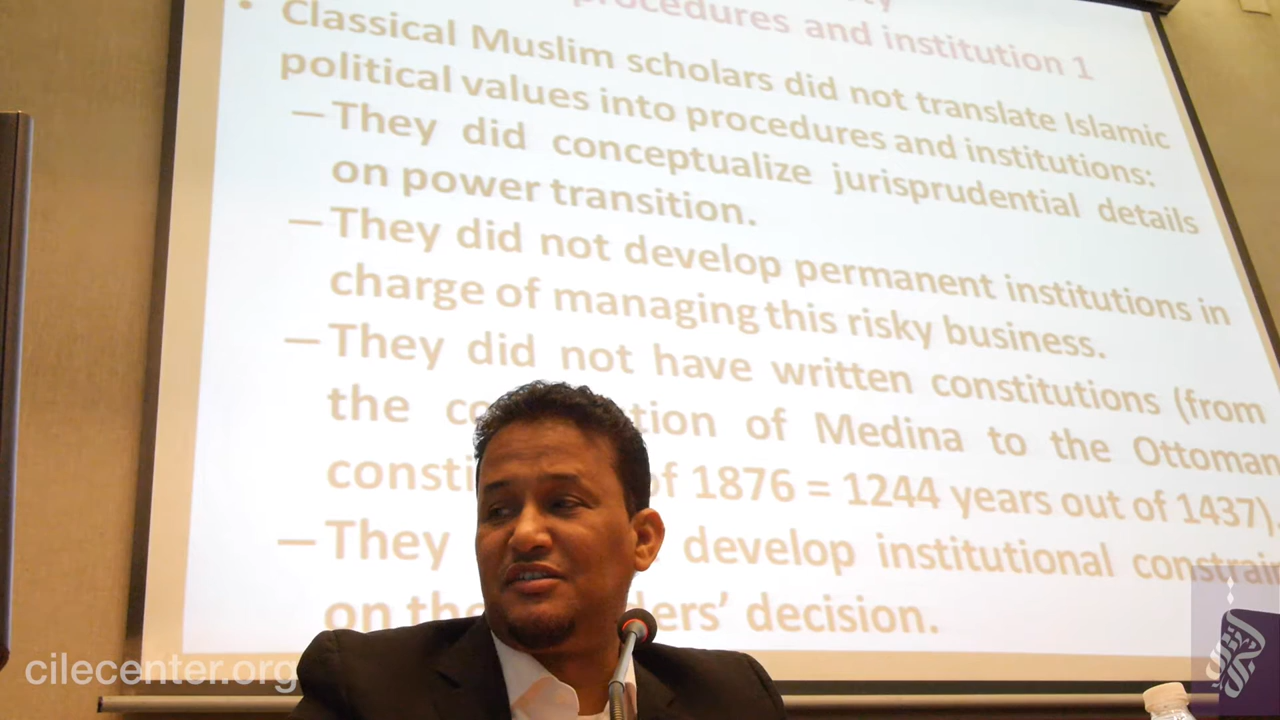 procedures and institution 1
• Classical Muslim scholars did not translate Islamic
political values into procedures and institutions:
—They did conceptualize jurisprudential details
on power transition.
—They did not develop permanent institutions in
charge of managing this risky business.
—They did not have written constitutions (from
the tion of Medina to the Ottoman
consti of 1876 = 1244 years out of 1437)
—They develop institutional constrain
on the ders’ decision.
cilecenter.org